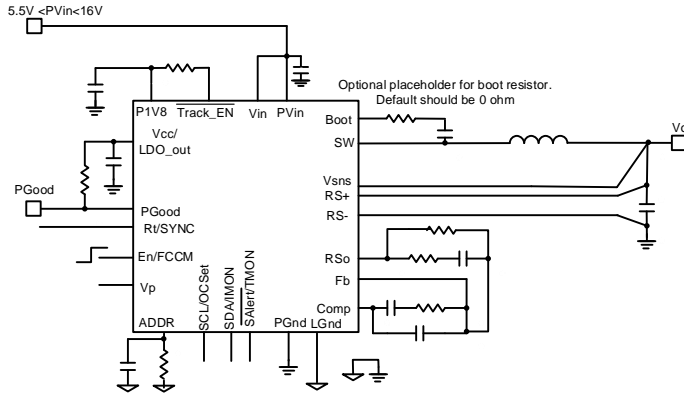 5.5V <PVin<16V
Optional placeholder for boot resistor.
Default should be 0 ohm
P1V8
Track_EN
Vin
PVin
Boot
Vcc/
LDO_out
SW
Vo
Vsns
RS+
RS-
PGood
PGood
Rt/SYNC
En/FCCM
RSo
Fb
Vp
Comp
ADDR
SCL/OCSet
SDA/IMON
SAlert/TMON
PGnd
LGnd